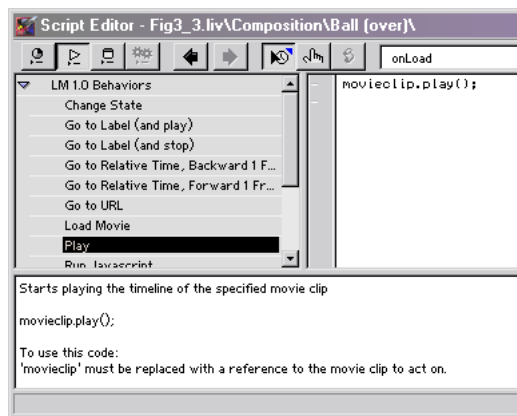 Script Editor - Fig3_3.liv\Composition\Ball (over)\
onLoad
LM 1.0 Behaviors
Change State
Go to Label (and play)
Go to Label (and stop)
Go to Relative Time, Backward 1 F...
Go to Relative Time, Forward 1 Fr...
Go to URL
Load Movie
Play
Run Javascript
movieclip.play();
Starts playing the timeline of the specified movie clip
movieclip.play();
To use this code:
'movieclip' must be replaced with a reference to the movie clip to act on.